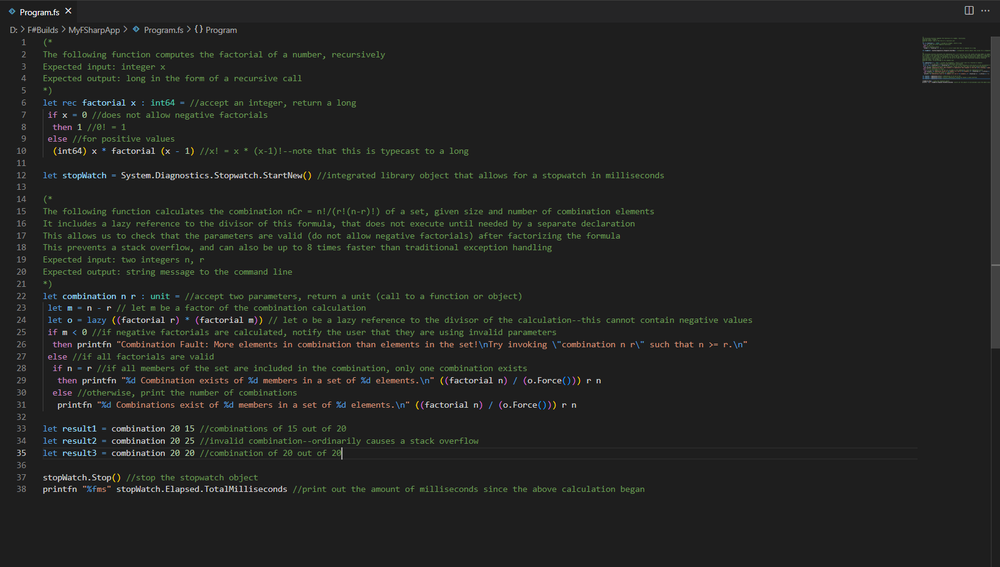 Program.fs
D: > F#Builds > MyFSharpApp > Program.fs > {} Program
1 (*
2 The following function computes the factorial of a number, recursively
3 Expected input: integer x
4 Expected output: long in the form of a recursive call
5 *)
6 let rec factorial x : int64 = //accept an integer, return a long
7  if x = 0 //does not allow negative factorials
8   then 1 //0! = 1
9  else //for positive values
10   (int64) x * factorial (x - 1) //x! = x * (x-1)!--note that this is typecast to a long
11
12 let stopWatch = System.Diagnostics.Stopwatch.StartNew() //integrated library object that allows for a stopwatch in milliseconds
13
14 (*
15 The following function calculates the combination nCr = n!/(r!(n-r)!) of a set, given size and number of combination elements
16 It includes a lazy reference to the divisor of this formula, that does not execute until needed by a separate declaration
17 This allows us to check that the parameters are valid (do not allow negative factorials) after factorizing the formula
18 This prevents a stack overflow, and can also be up to 8 times faster than traditional exception handling
19 Expected input: two integers n, r
20 Expected output: string message to the command line
21 *)
22 let combination n r : unit = //accept two parameters, return a unit (call to a function or object)
23  let m = n - r // let m be a factor of the combination calculation
24  let o = lazy ((factorial r) * (factorial m)) // let o be a lazy reference to the divisor of the calculation--this cannot contain negative values
25  if m < 0 //if negative factorials are calculated, notify the user that they are using invalid parameters
26   then printfn "Combination Fault: More elements in combination than elements in the set!\nTry invoking \"combination n r\" such that n >= r.\n"
27  else //if all factorials are valid
28   if n = r //if all members of the set are included in the combination, only one combination exists
29    then printfn "%d Combination exists of %d members in a set of %d elements.\n" ((factorial n) / (o.Force())) r n
30   else //otherwise, print the number of combinations
31    printfn "%d Combinations exist of %d members in a set of %d elements.\n" ((factorial n) / (o.Force())) r n
32
33 let result1 = combination 20 15 //combinations of 15 out of 20
34 let result2 = combination 20 25 //invalid combination--ordinarily causes a stack overflow
35 let result3 = combination 20 20 //combination of 20 out of 20
36
37 stopWatch.Stop() //stop the stopwatch object
38 printfn "%fms" stopWatch.Elapsed.TotalMilliseconds //print out the amount of milliseconds since the above calculation began